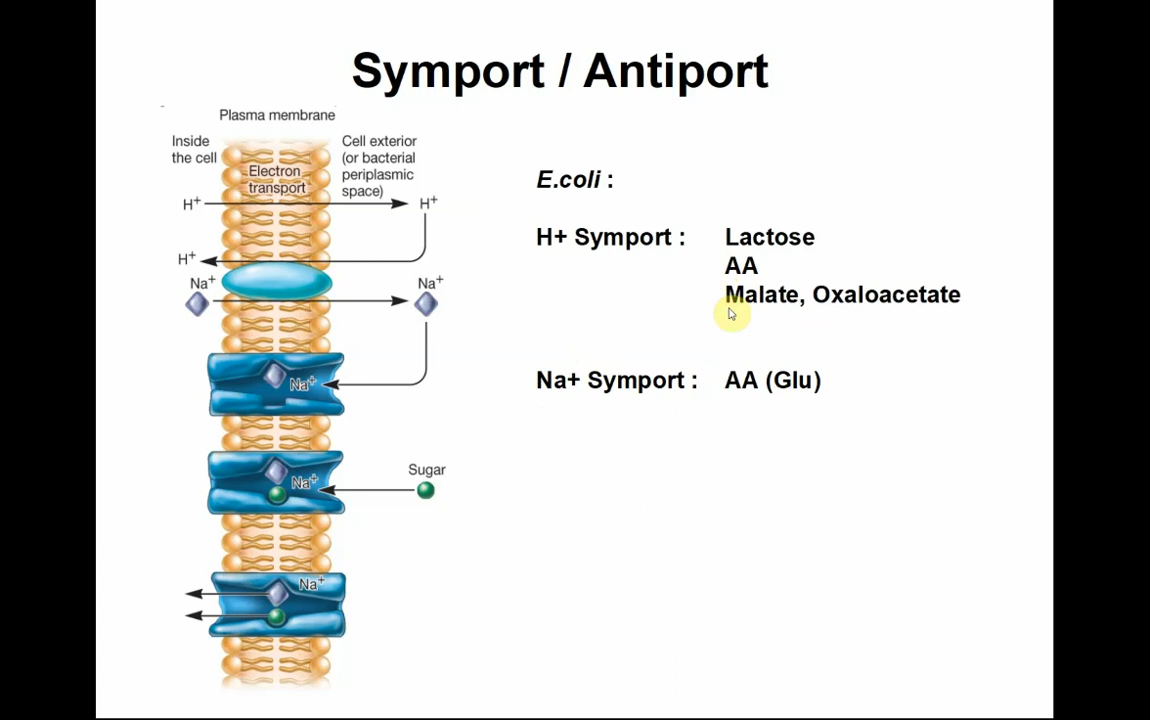 Symport / Antiport
Plasma membrane
Inside
the cell
Cell exterior
(or bacterial
periplasmic
space)
Electron
transport
H+
H+
H+
Na+
Na+
Na+
Sugar
Na+
Na+
E.coli :
H+ Symport : Lactose
AA
Malate, Oxaloacetate
Na+ Symport : AA (Glu)